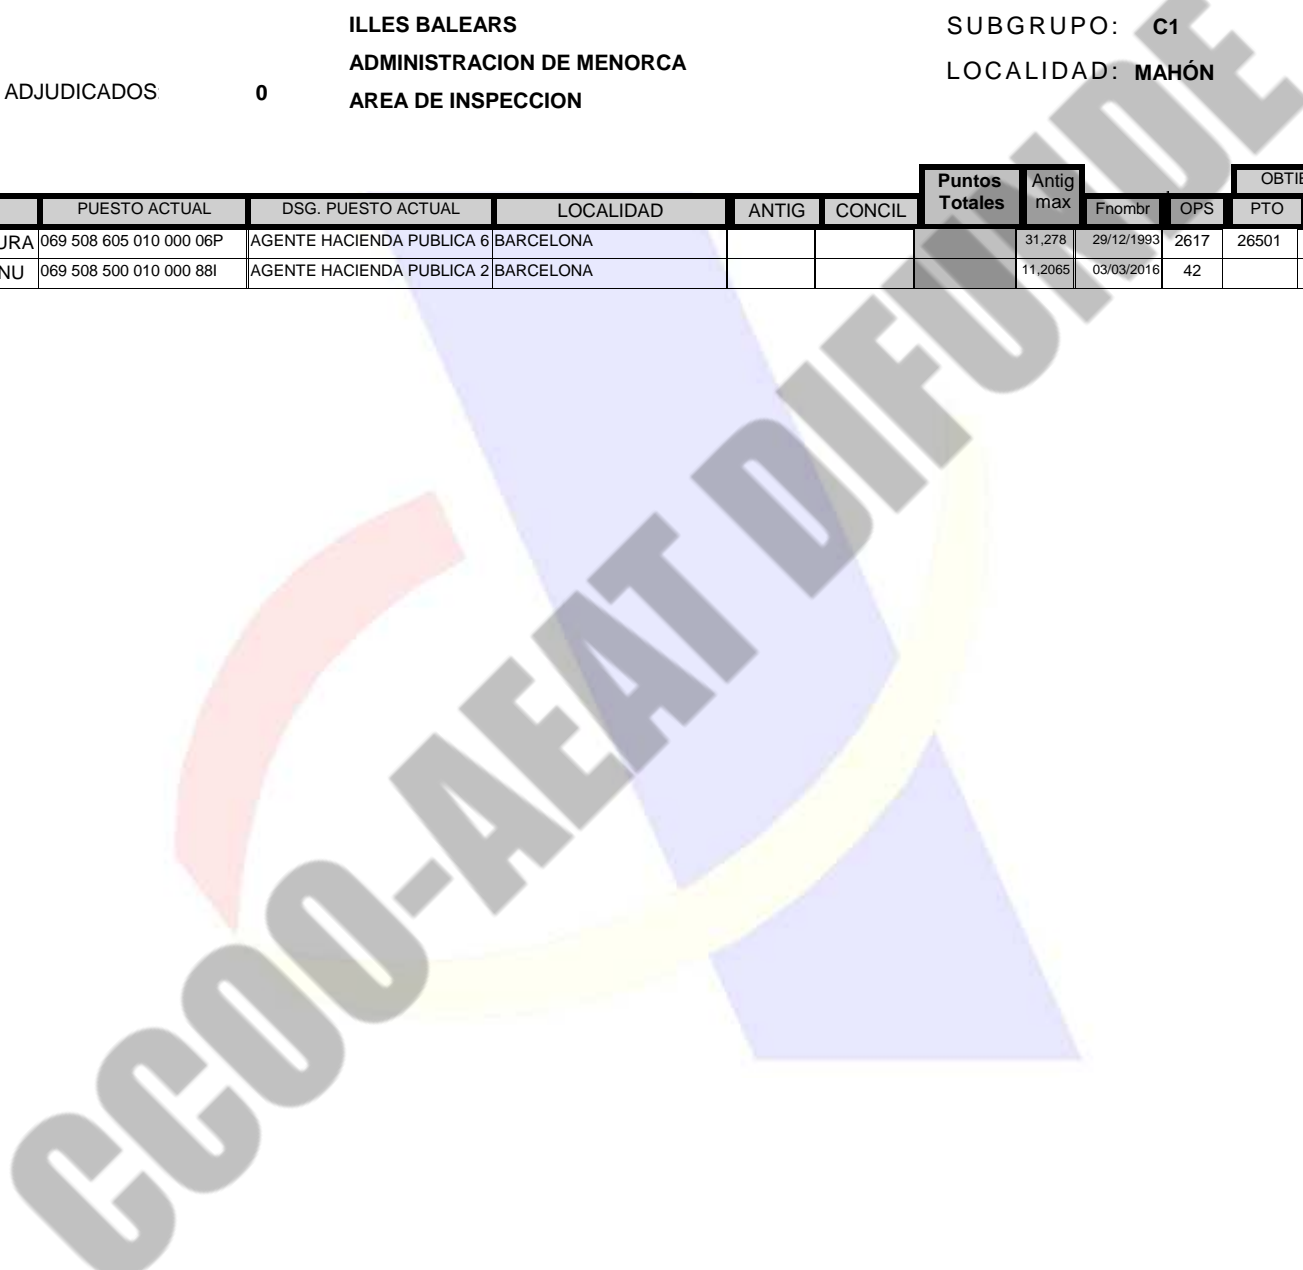 ILLES BALEARS
SUBGRUPO: C1
ADMINISTRACION DE MENORCA
LOCALIDAD: MAHÓN
ADJUDICADOS: 0
AREA DE INSPECCION
Puntos Totales Antig max OBTIE
PUESTO ACTUAL DSG. PUESTO ACTUAL LOCALIDAD ANTIG CONCIL Fnombr OPS PTO
URA 069 508 605 010 000 06P AGENTE HACIENDA PUBLICA 6 BARCELONA 31,278 29/12/1993 2617 26501
NU 069 508 500 010 000 88I AGENTE HACIENDA PUBLICA 2 BARCELONA 11,2065 03/03/2016 42
CCOO-AEAT DIFUNDE